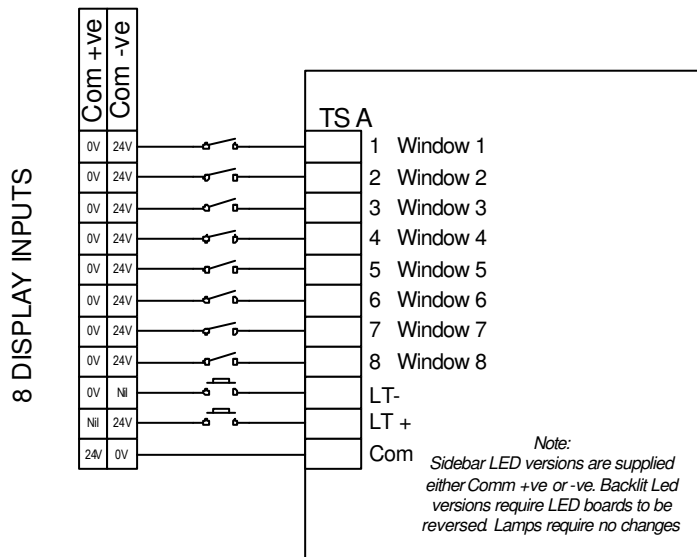 Com +ve
Com -ve
8 DISPLAY INPUTS
TS A
0V 24V 1 Window 1
0V 24V 2 Window 2
0V 24V 3 Window 3
0V 24V 4 Window 4
0V 24V 5 Window 5
0V 24V 6 Window 6
0V 24V 7 Window 7
0V 24V 8 Window 8
0V Nil LT-
Nil 24V LT +
24V 0V Com
Note:
Sidebar LED versions are supplied
either Comm +ve or -ve. Backlit Led
versions require LED boards to be
reversed. Lamps require no changes